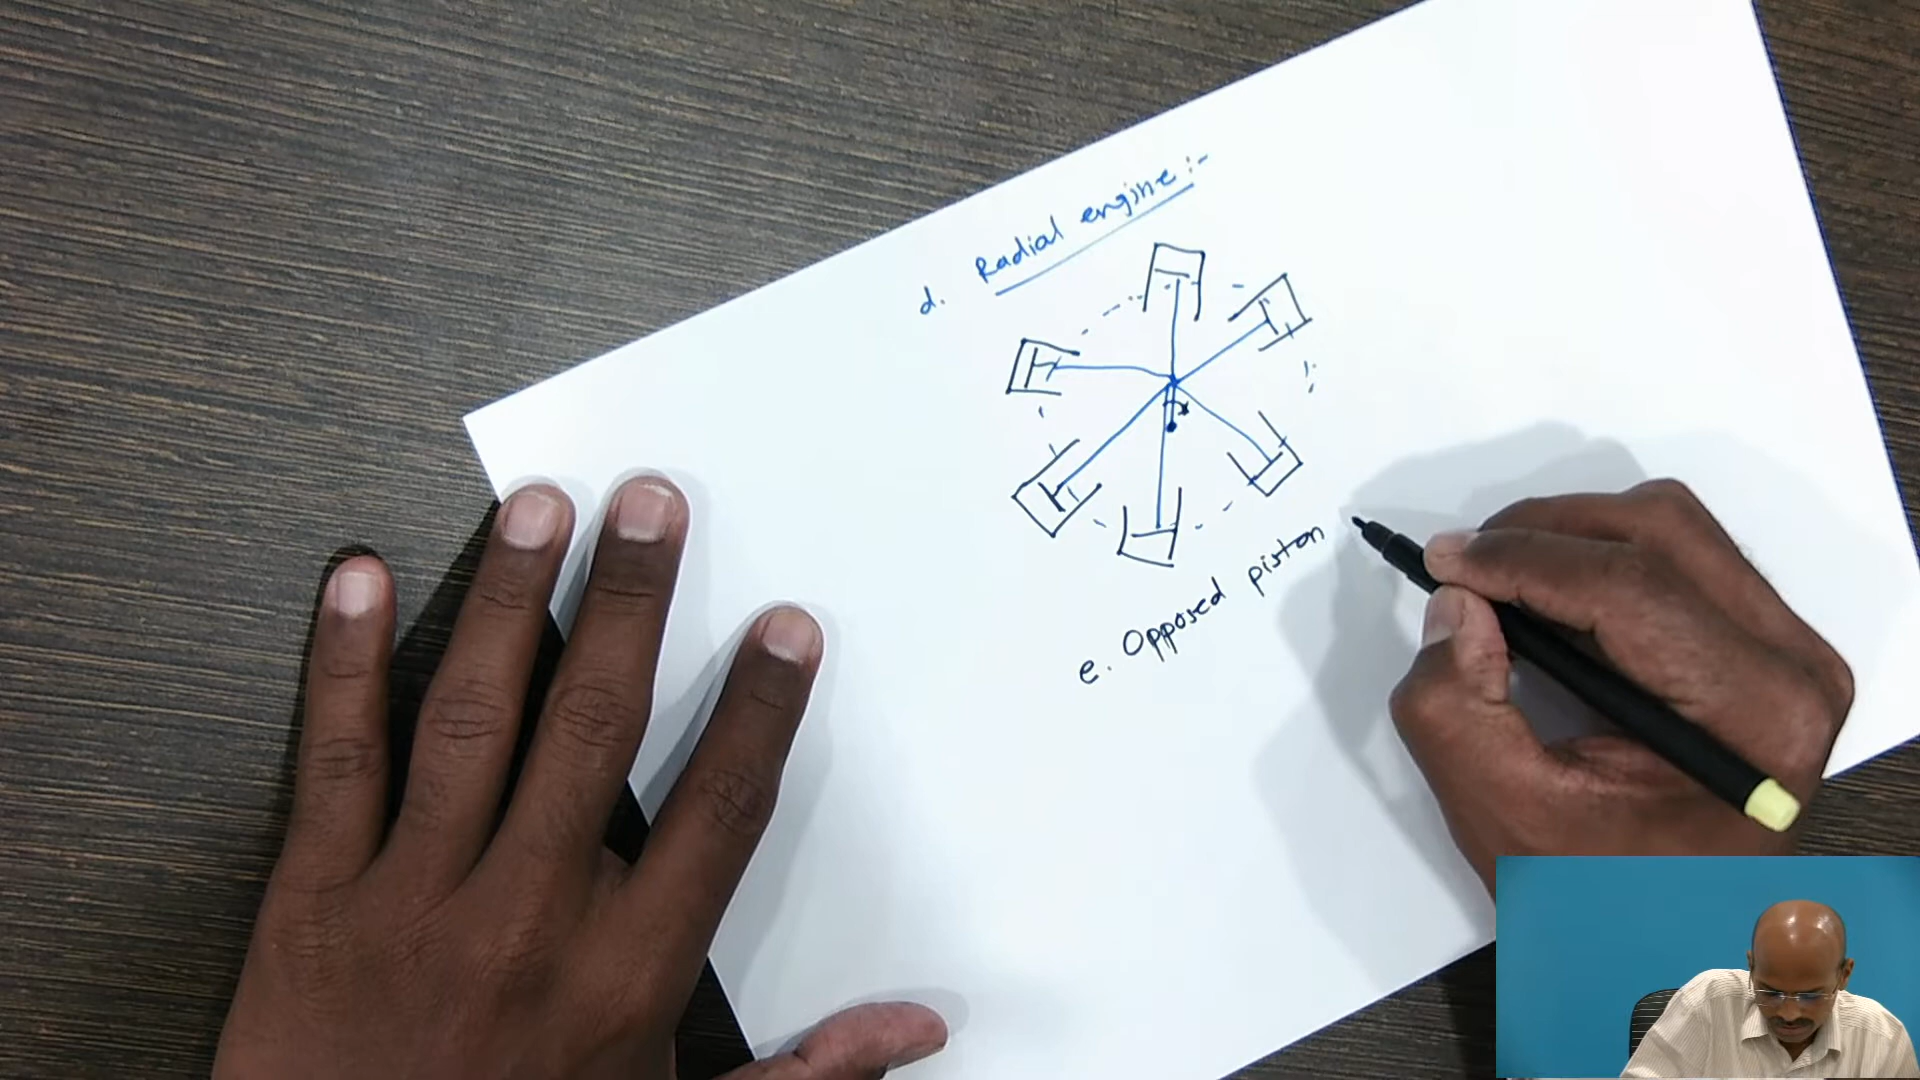 d. Radial engine :-
e. Opposed piston